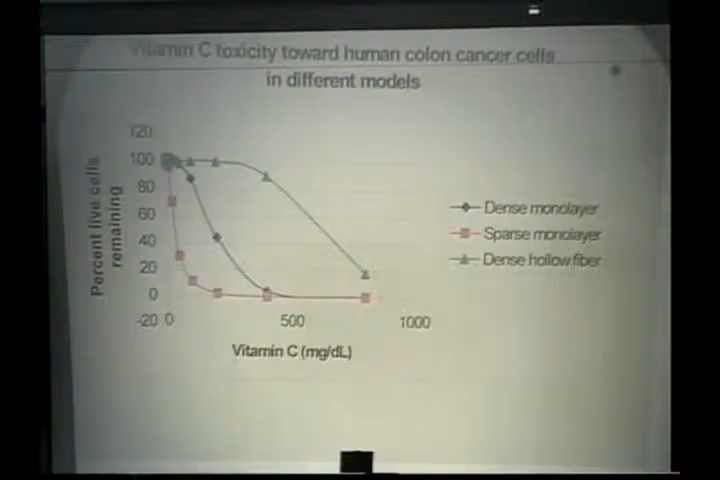 Vitamin C toxicity toward human colon cancer cells
in different models
120
100
80
60
40
20
0
-20
Percent live cells
remaining
0
500
1000
Vitamin C (mg/dL)
Dense monolayer
Sparse monolayer
Dense hollow fiber